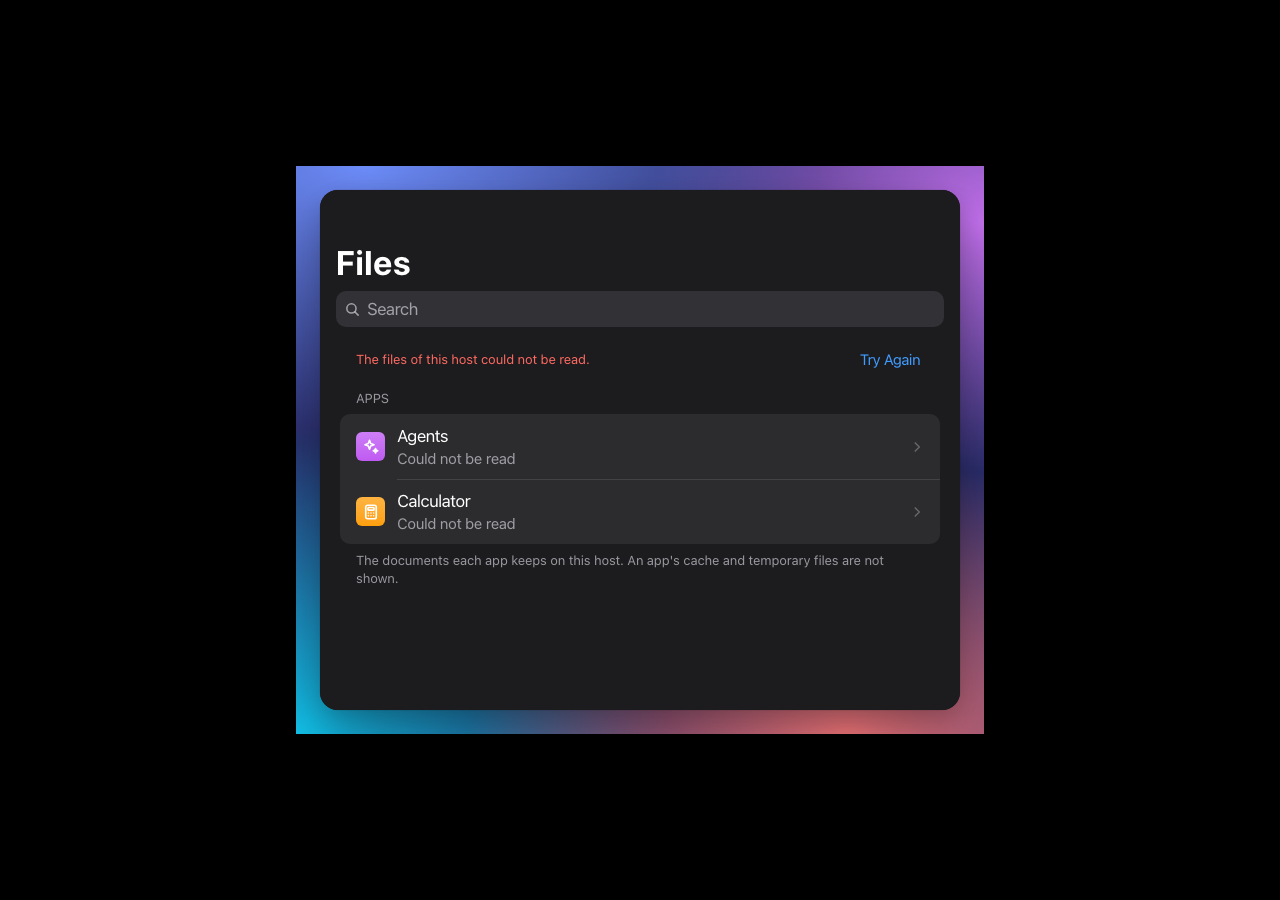 Files
Search
The files of this host could not be read.
Try Again
APPS
Agents
Could not be read
Calculator
Could not be read
The documents each app keeps on this host. An app's cache and temporary files are not
shown.